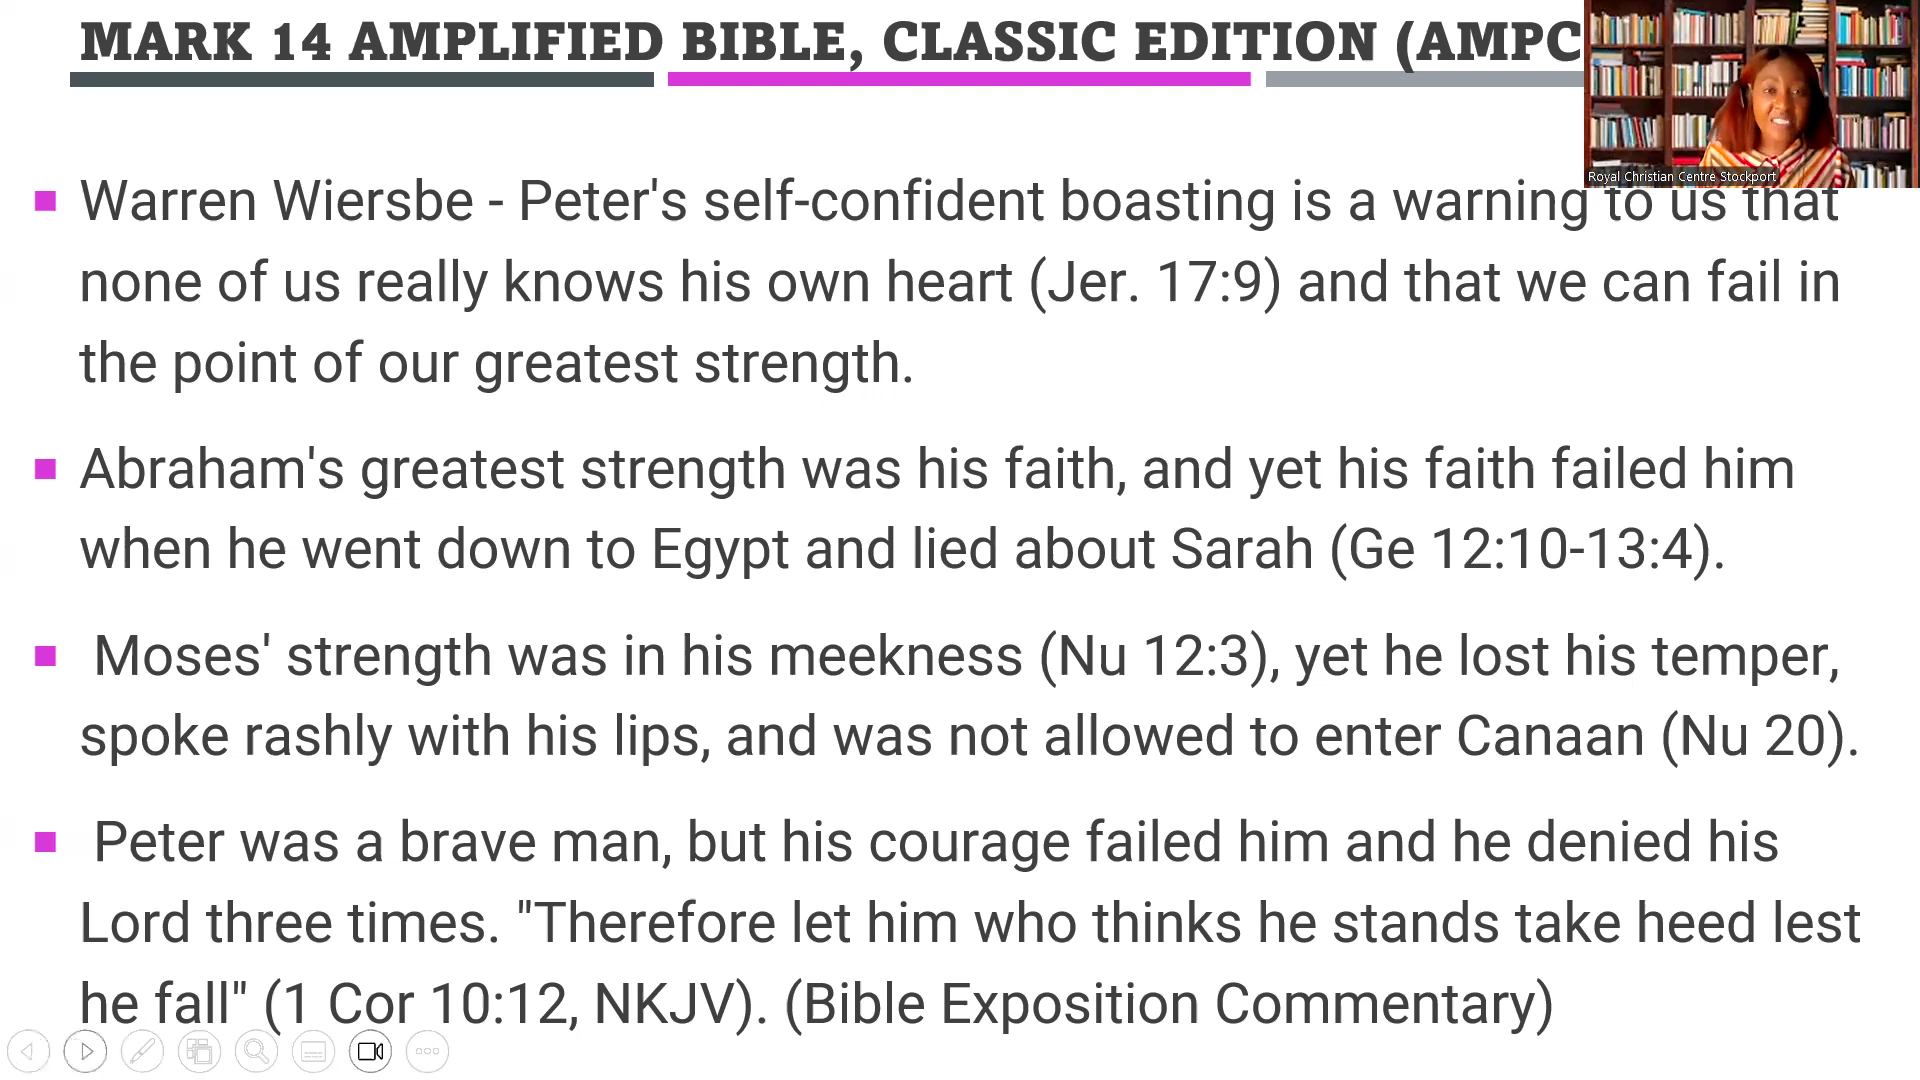 MARK 14 AMPLIFIED BIBLE, CLASSIC EDITION (AMPC
Royal Christian Centre Stockport
Warren Wiersbe - Peter's self-confident boasting is a warning to us that
none of us really knows his own heart (Jer. 17:9) and that we can fail in
the point of our greatest strength.
Abraham's greatest strength was his faith, and yet his faith failed him
when he went down to Egypt and lied about Sarah (Ge 12:10-13:4).
Moses' strength was in his meekness (Nu 12:3), yet he lost his temper,
spoke rashly with his lips, and was not allowed to enter Canaan (Nu 20).
Peter was a brave man, but his courage failed him and he denied his
Lord three times. "Therefore let him who thinks he stands take heed lest
he fall" (1 Cor 10:12, NKJV). (Bible Exposition Commentary)